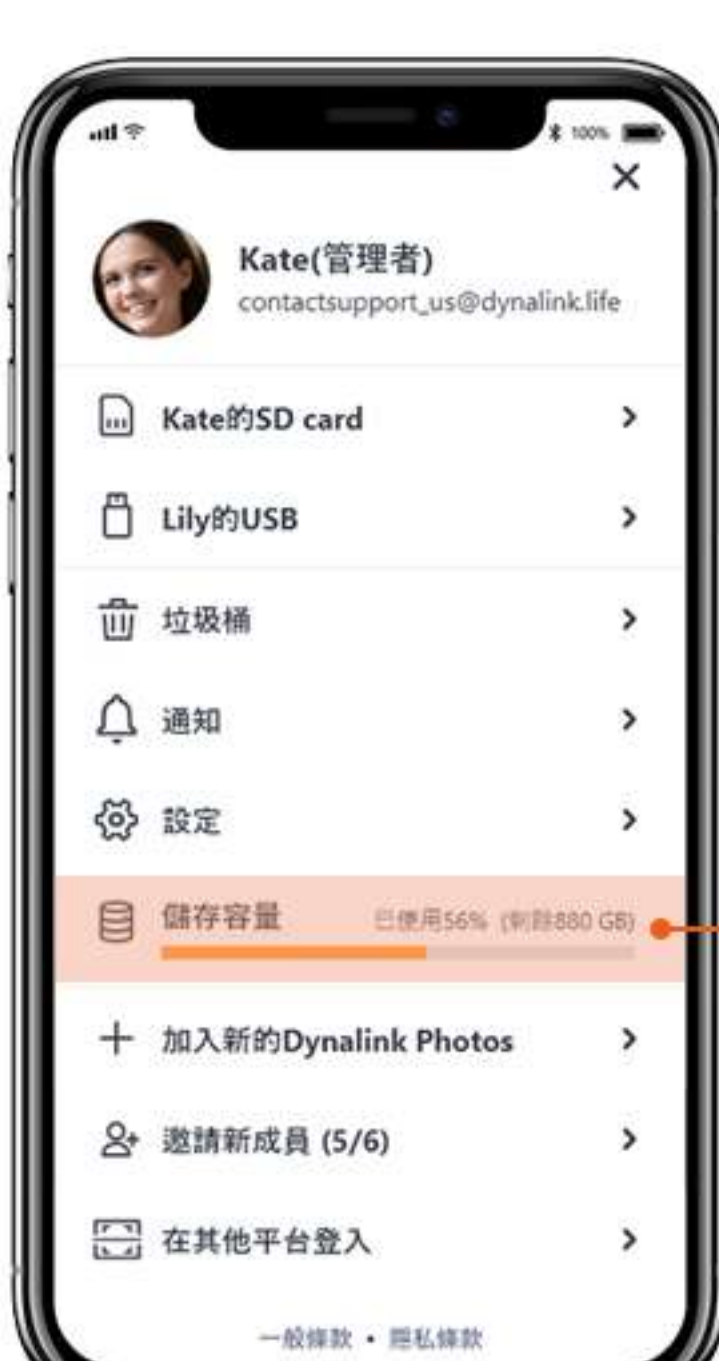 100%
Kate(管理者)
contactsupport_us@dynalink.life
Kate的SD card
Lily的USB
垃圾桶
通知
設定
儲存容量 已使用56% (剩餘880 GB)
加入新的Dynalink Photos
邀請新成員 (5/6)
在其他平台登入
一般條款 • 隱私條款